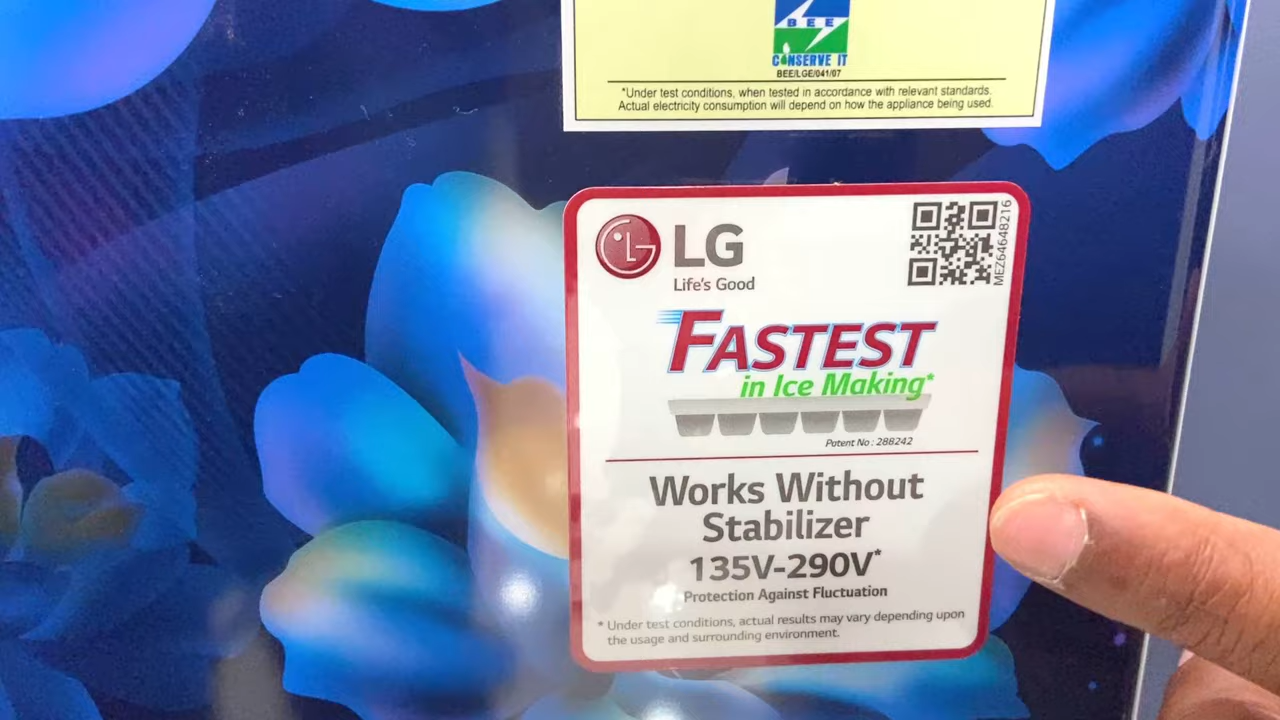 BEE
CONSERVE IT
BEE/LGE/041/07
*Under test conditions, when tested in accordance with relevant standards.
Actual electricity consumption will depend on how the appliance being used.
LG
Life's Good
MEZ64648216
FASTEST
in Ice Making*
Patent No : 288242
Works Without
Stabilizer
135V-290V*
Protection Against Fluctuation
* Under test conditions, actual results may vary depending upon
the usage and surrounding environment.